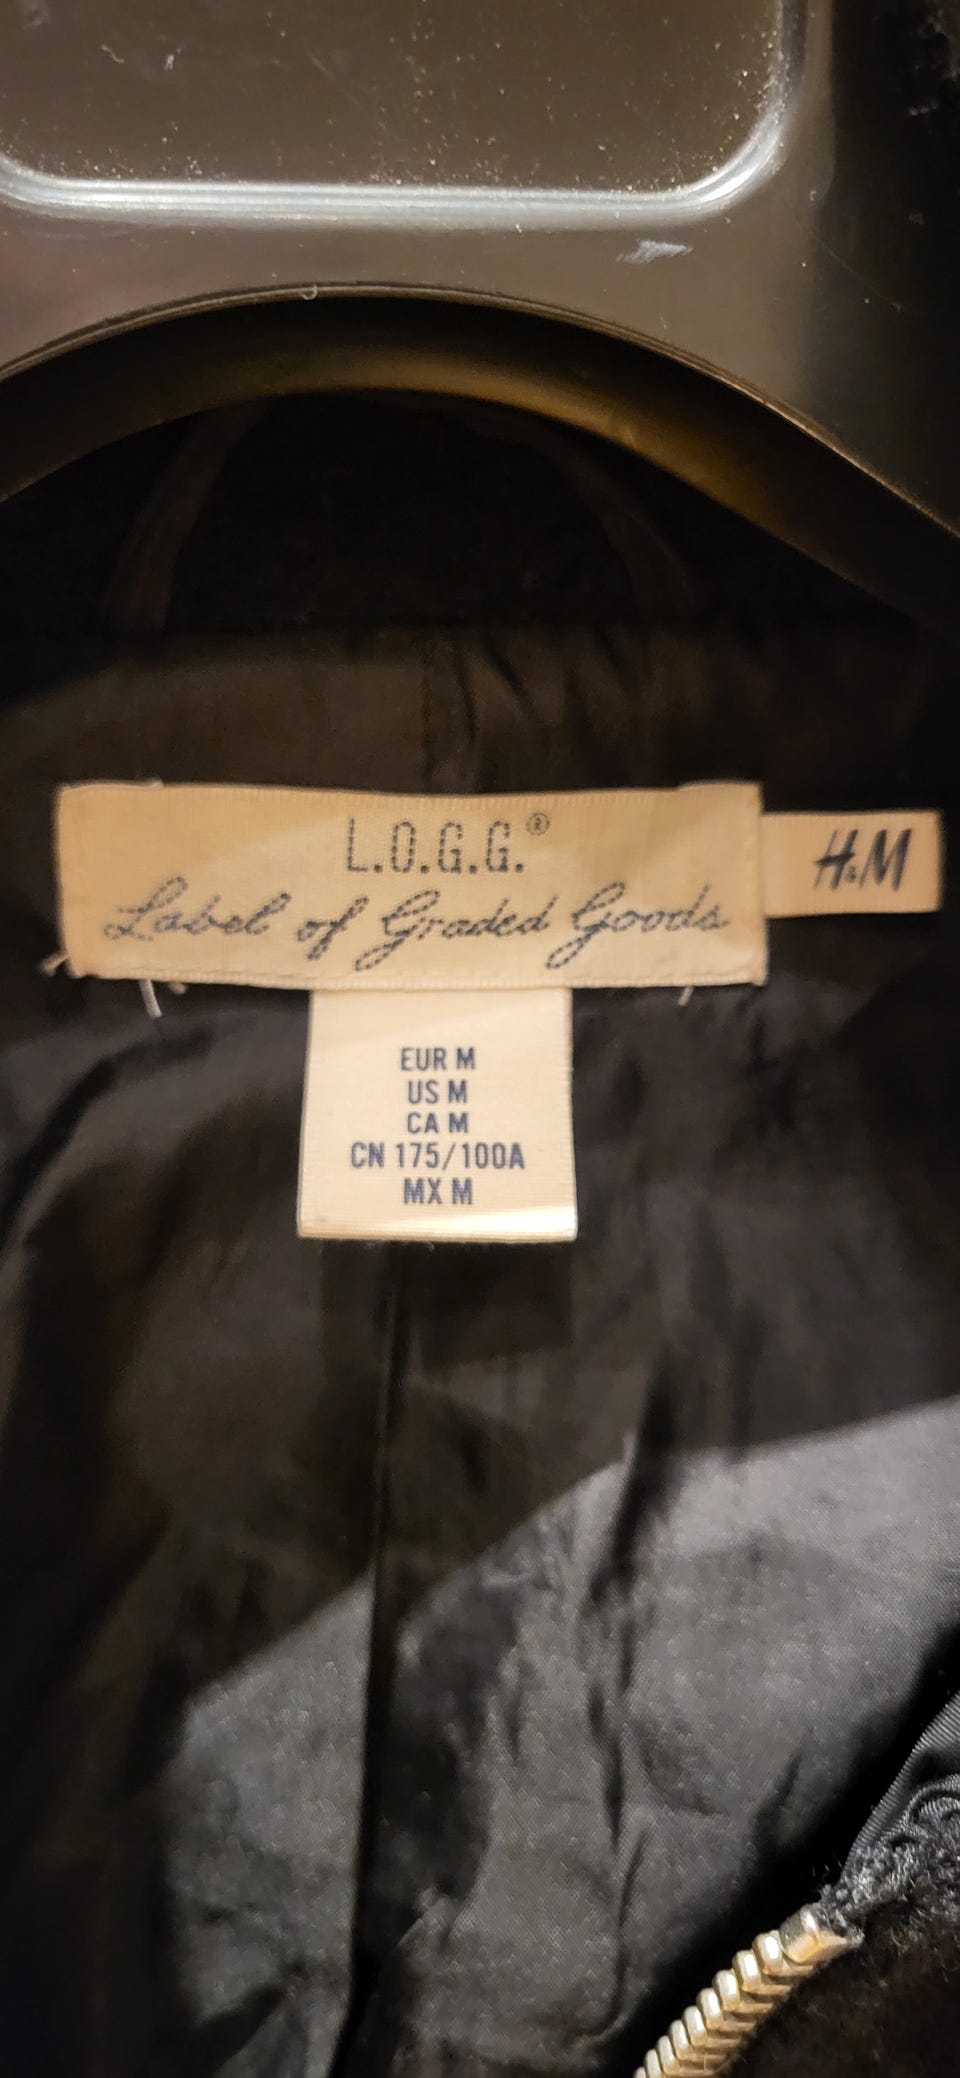 L.O.G.G.®
Label of Graded Goods
H&M
EUR M
US M
CA M
CN 175/100A
MX M